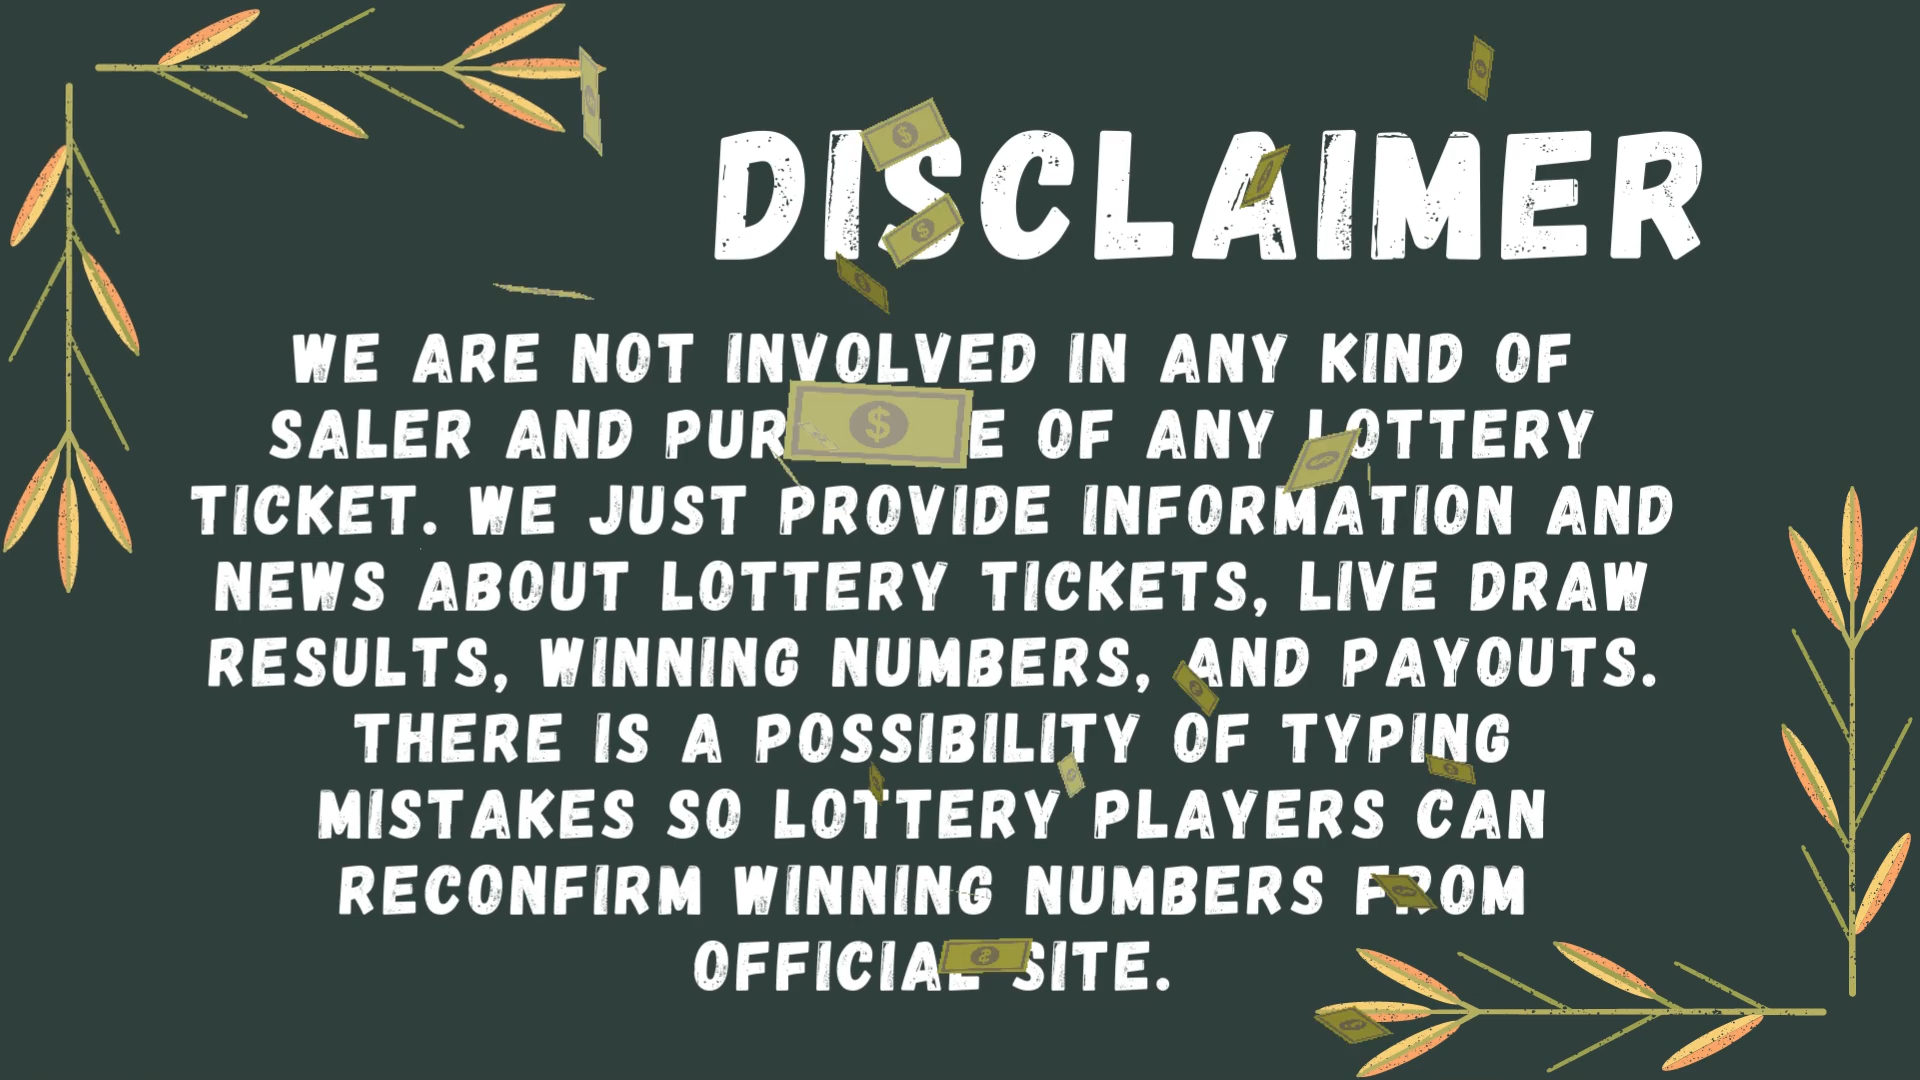 DISCLAIMER
WE ARE NOT INVOLVED IN ANY KIND OF
SALER AND OF ANY LOTTERY
TICKET. WE JUST PROVIDE INFORMATION AND
NEWS ABOUT LOTTERY TICKETS, LIVE DRAW
RESULTS, WINNING NUMBERS, AND PAYOUTS.
THERE IS A POSSIBILITY OF TYPING
MISTAKES SO LOTTERY PLAYERS CAN
RECONFIRM WINNING NUMBERS FROM
OFFICIAL SITE.